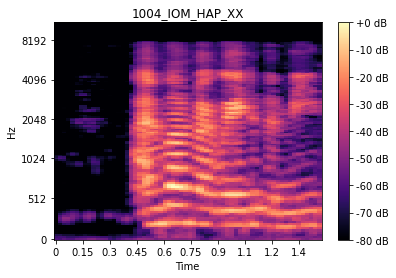 1004_IOM_HAP_XX
+0 dB
8192
-10 dB
4096
-20 dB
-30 dB
2048
Hz
-40 dB
1024
-50 dB
512
-60 dB
-70 dB
0
-80 dB
0 0.15 0.3 0.45 0.6 0.75 0.9 1.1 1.2 1.4
Time